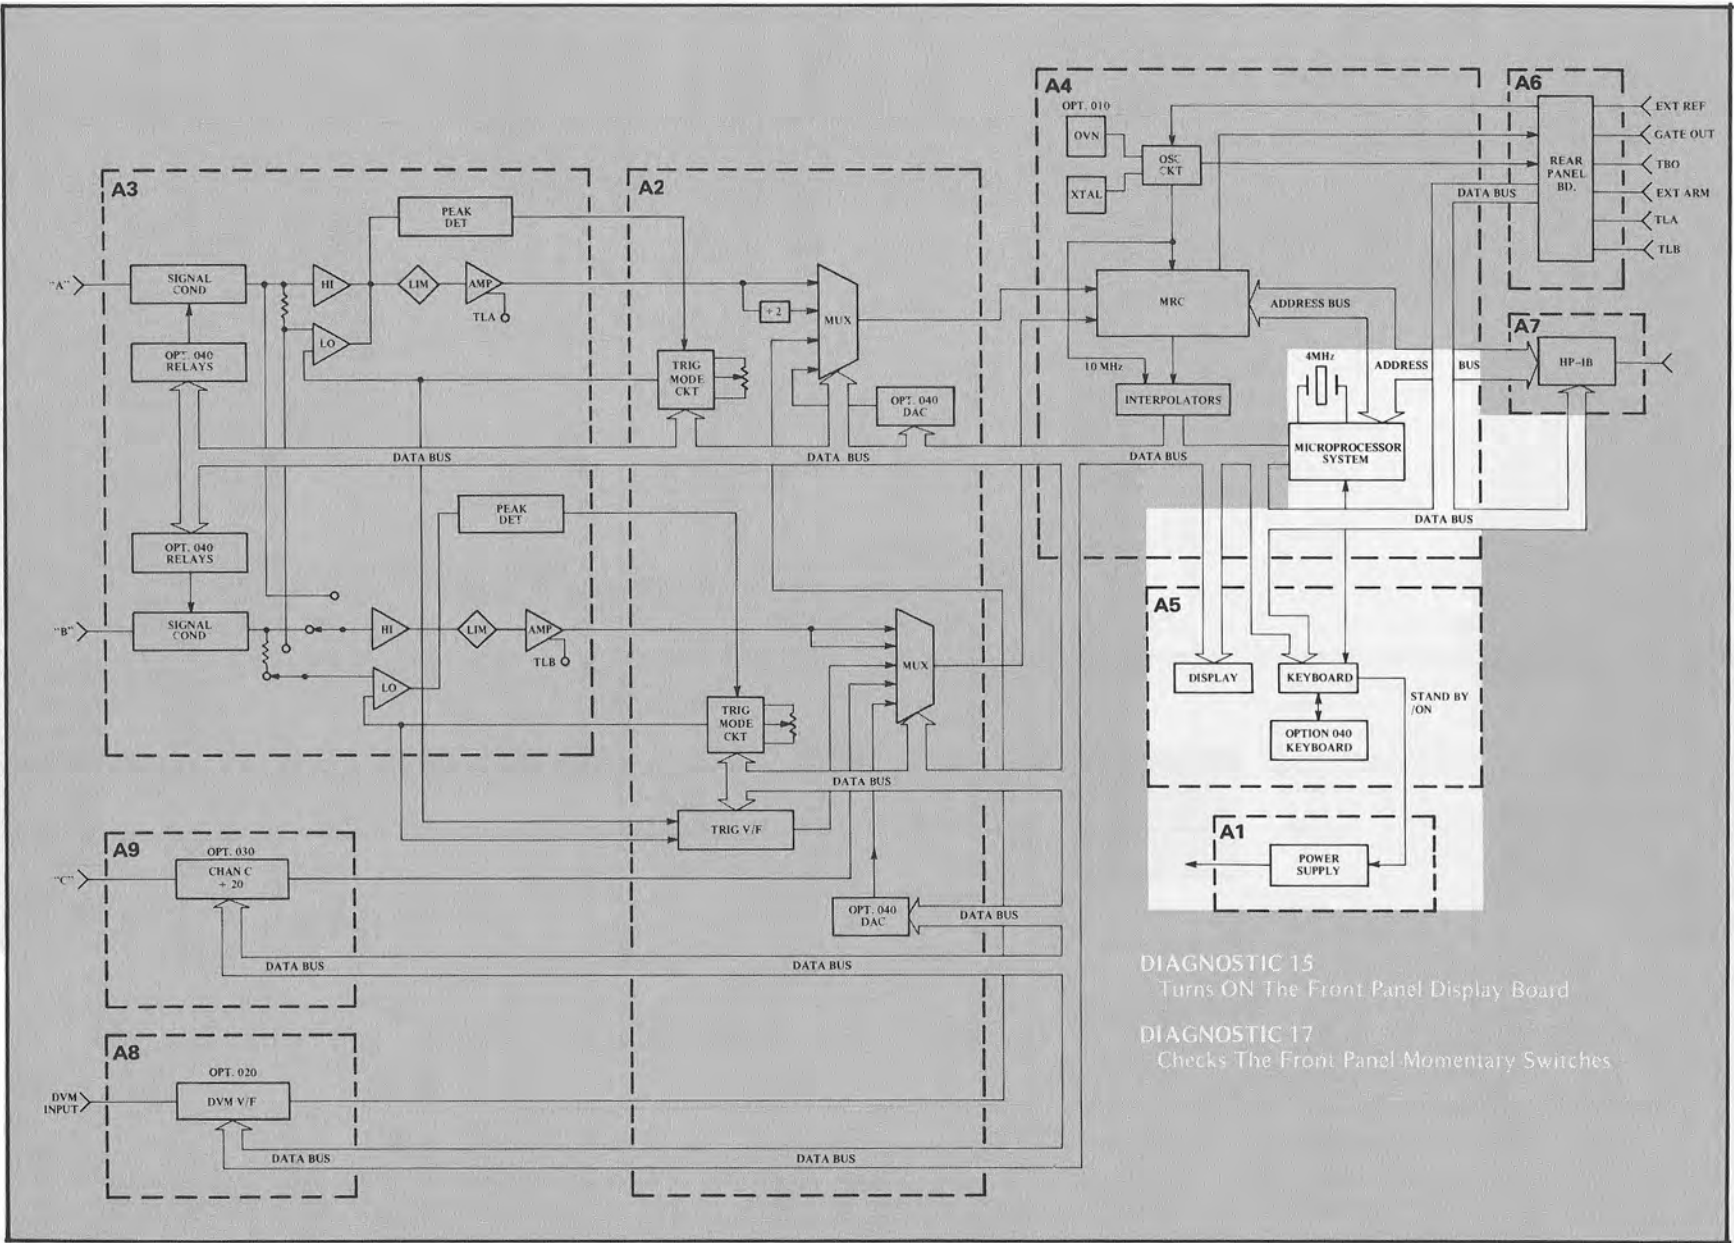 A4
OPT. 010
OVN
XTAL
OSC
CKT
A6
REAR
PANEL
BD.
EXT REF
GATE OUT
TBO
EXT ARM
TLA
TLB
DATA BUS
A3
PEAK
DET
"A"
SIGNAL
COND
HI
LIM
AMP
TLA
LO
OPT. 040
RELAYS
A2
÷ 2
MUX
TRIG
MODE
CKT
OPT. 040
DAC
MRC
ADDRESS BUS
10 MHz
INTERPOLATORS
4MHz
ADDRESS
BUS
A7
HP-IB
MICROPROCESSOR
SYSTEM
DATA BUS
DATA BUS
DATA BUS
DATA BUS
PEAK
DET
OPT. 040
RELAYS
"B"
SIGNAL
COND
HI
LIM
AMP
TLB
LO
MUX
TRIG
MODE
CKT
DATA BUS
TRIG V/F
A5
DISPLAY
KEYBOARD
STAND BY
/ON
OPTION 040
KEYBOARD
A1
POWER
SUPPLY
A9
OPT. 030
"C"
CHAN C
÷ 20
OPT. 040
DAC
DATA BUS
DATA BUS
DATA BUS
A8
OPT. 020
DVM
INPUT
DVM V/F
DATA BUS
DATA BUS
DIAGNOSTIC 15
Turns ON The Front Panel Display Board
DIAGNOSTIC 17
Checks The Front Panel Momentary Switches